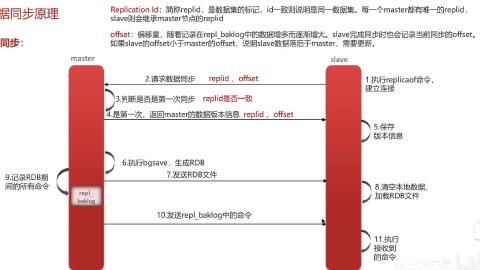 据同步原理
Replication Id：简称replid，是数据集的标记，id一致则说明是同一数据集。每一个master都有唯一的replid，
slave则会继承master节点的replid
同步：
offset：偏移量，随着记录在repl_baklog中的数据增多而逐渐增大。slave完成同步时也会记录当前同步的offset。
如果slave的offset小于master的offset，说明slave数据落后于master，需要更新。
master
slave
2.请求数据同步 replid ，offset
1.执行replicaof命令，
建立连接
3.判断是否是第一次同步 replid是否一致
4.是第一次，返回master的数据版本信息 replid ，offset
5.保存
版本信息
6.执行bgsave，生成RDB
7.发送RDB文件
9.记录RDB期
间的所有命令
repl_
baklog
8.清空本地数据，
加载RDB文件
10.发送repl_baklog中的命令
11.执行
接收到
的命令